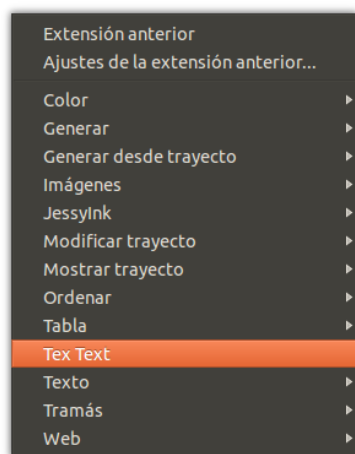 Extensión anterior
Ajustes de la extensión anterior...
Color
Generar
Generar desde trayecto
Imágenes
JessyInk
Modificar trayecto
Mostrar trayecto
Ordenar
Tabla
Tex Text
Texto
Tramás
Web